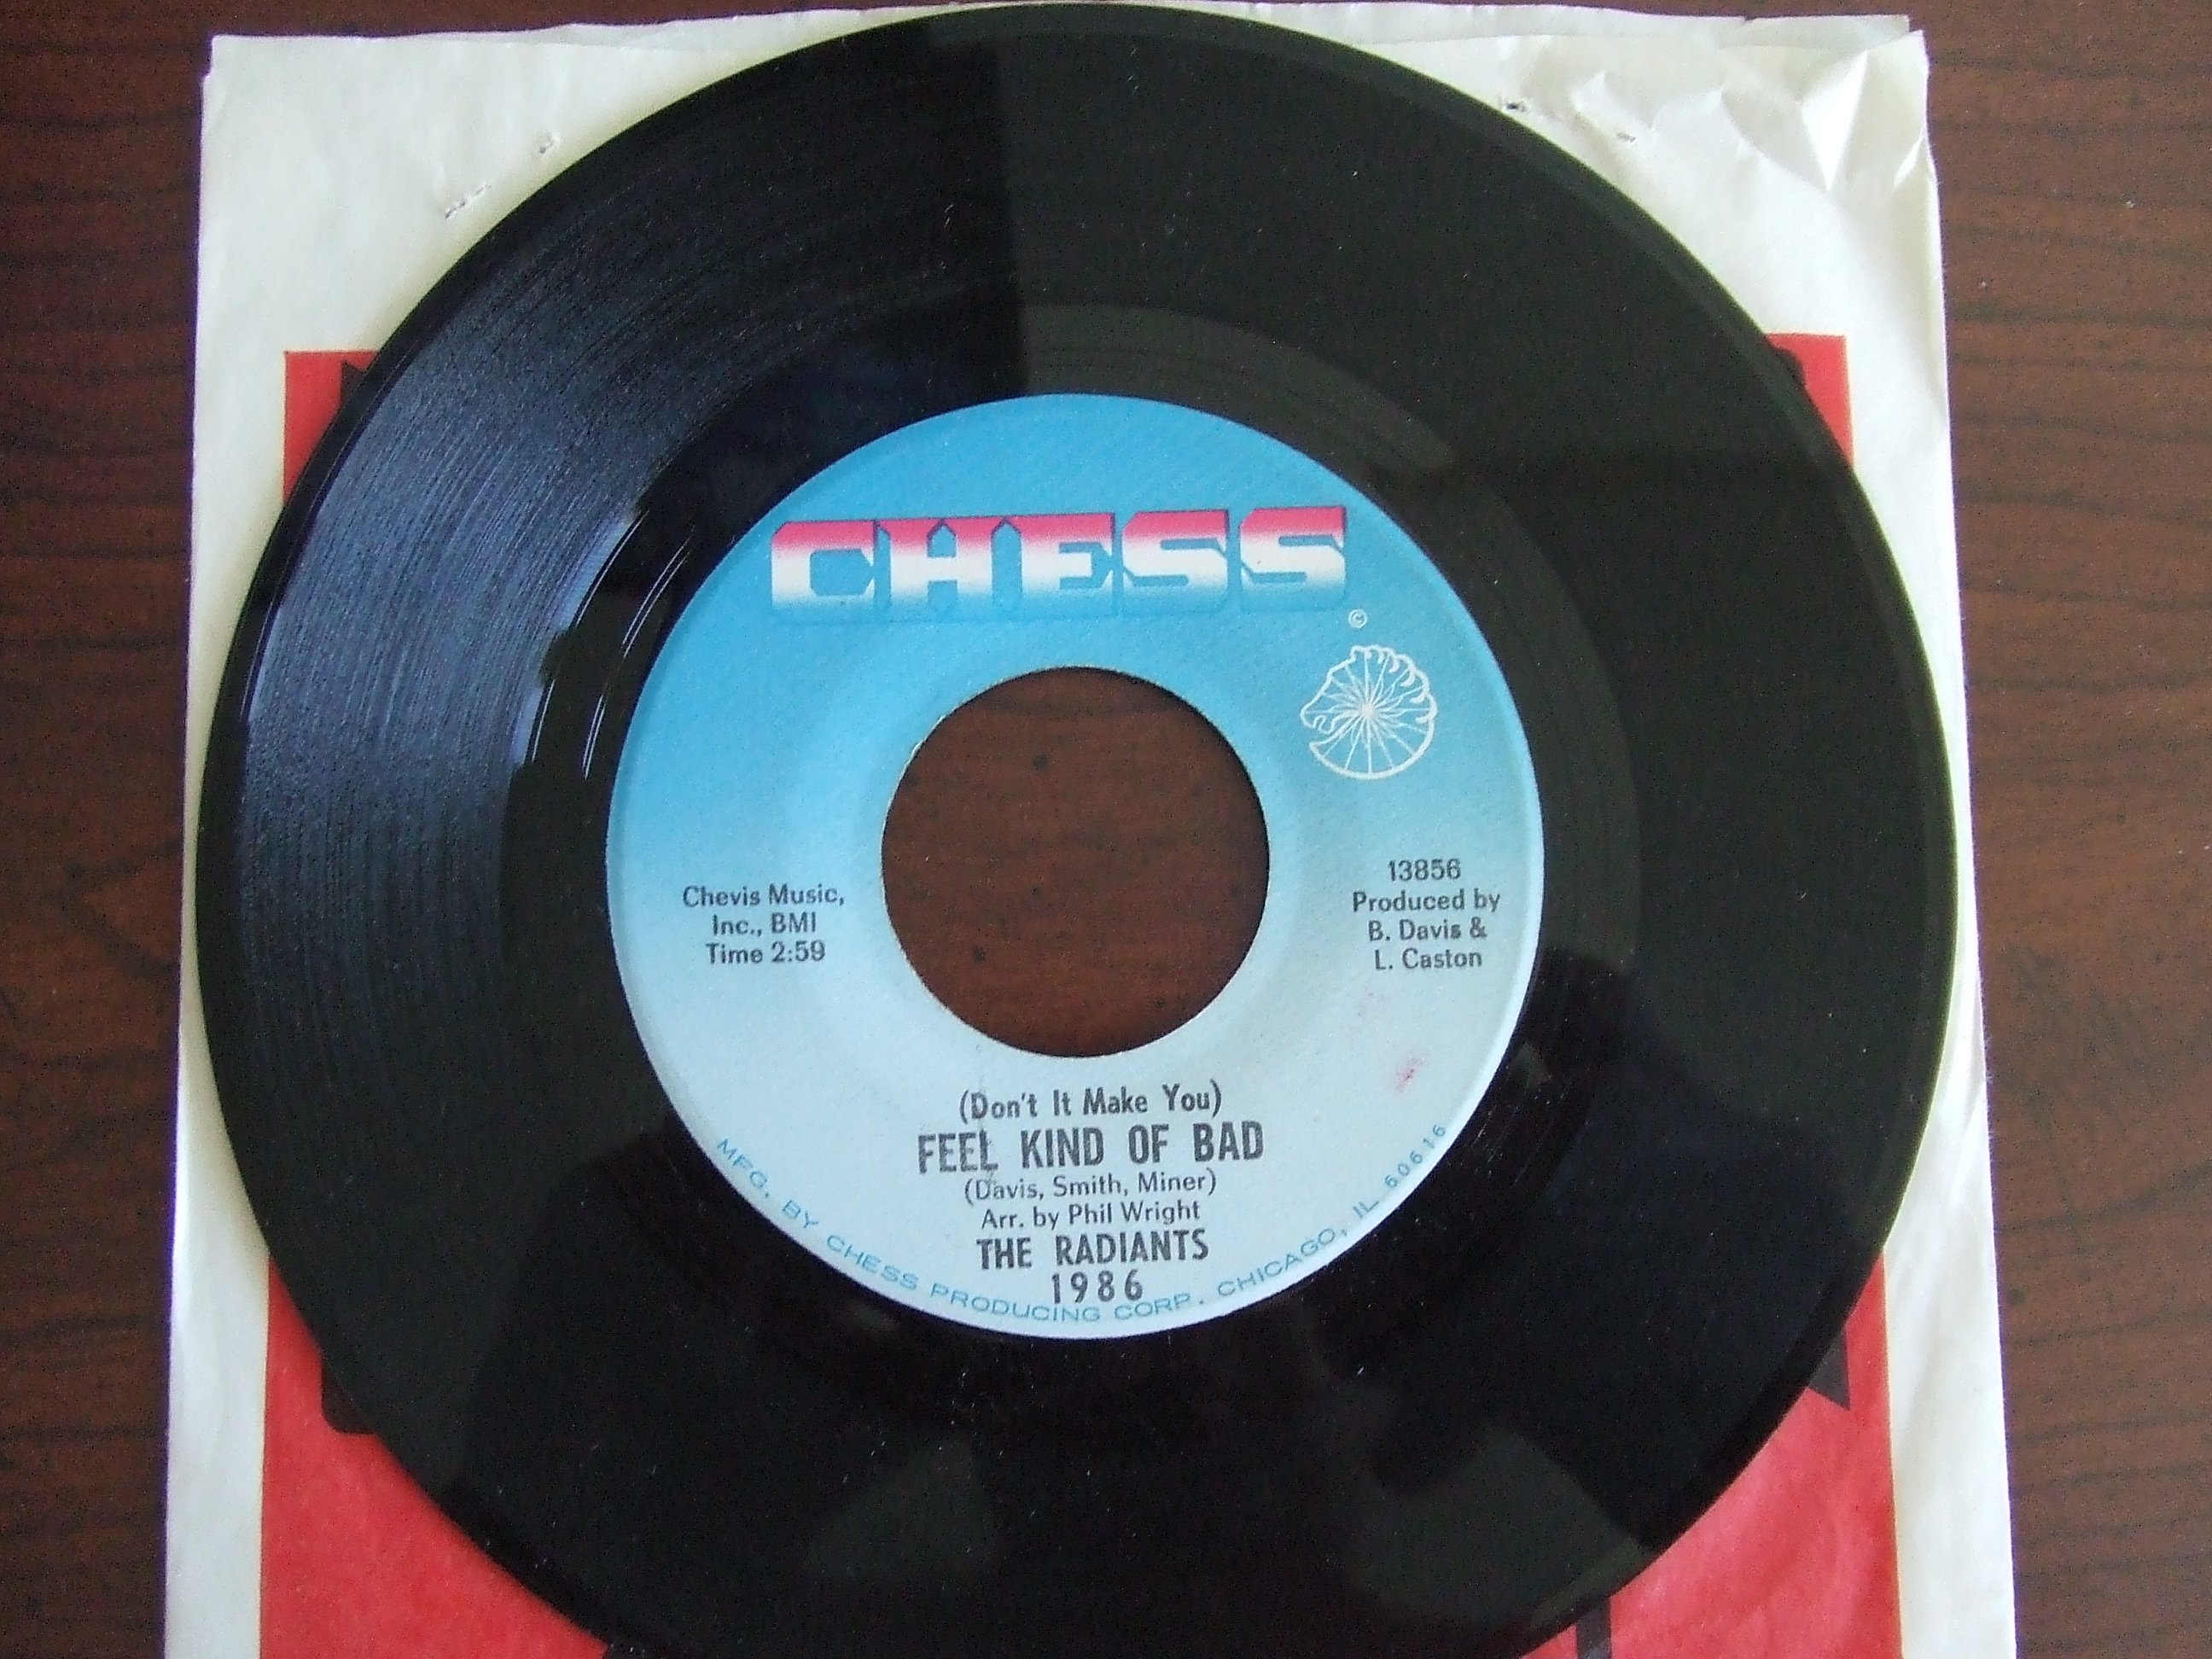 CHESS
©
Chevis Music,
Inc., BMI
Time 2:59
13856
Produced by
B. Davis &
L. Caston
(Don't It Make You)
FEEL KIND OF BAD
(Davis, Smith, Miner)
Arr. by Phil Wright
THE RADIANTS
1986
MFG. BY CHESS PRODUCING CORP. CHICAGO, IL 60616